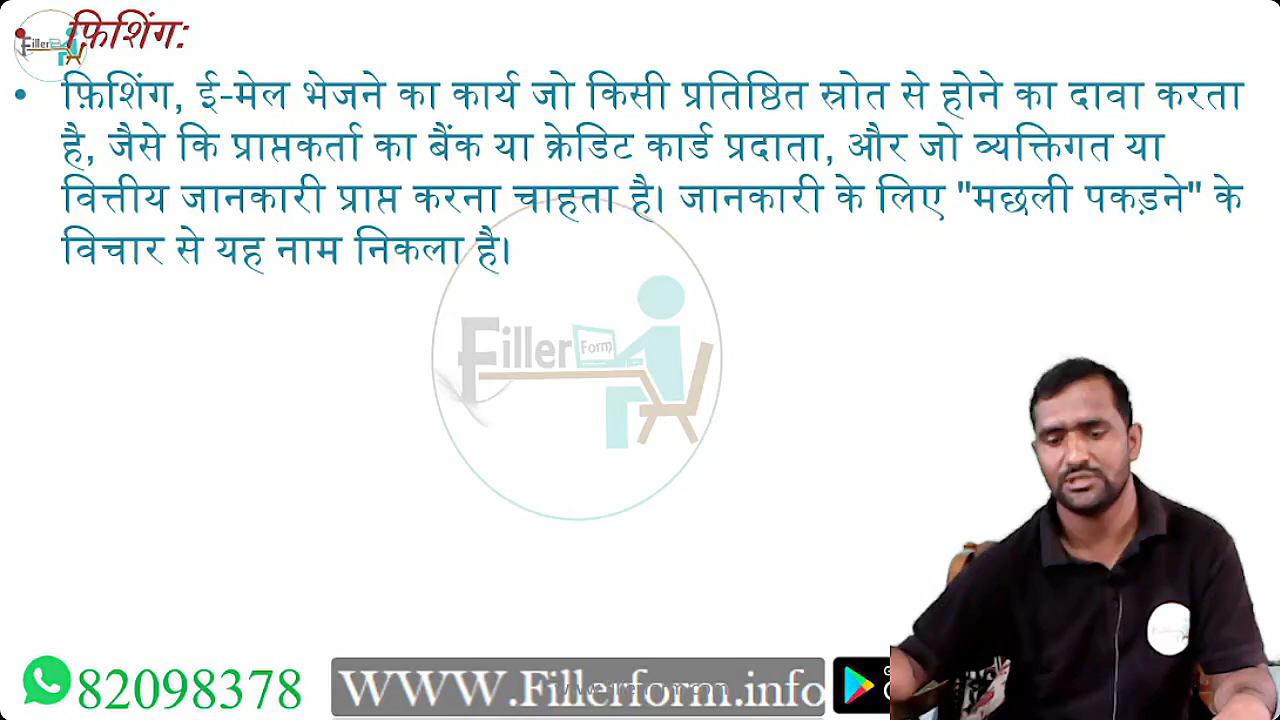 Filler
फ़िशिंग:
• फ़िशिंग, ई-मेल भेजने का कार्य जो किसी प्रतिष्ठित स्रोत से होने का दावा करता
है, जैसे कि प्राप्तकर्ता का बैंक या क्रेडिट कार्ड प्रदाता, और जो व्यक्तिगत या
वित्तीय जानकारी प्राप्त करना चाहता है। जानकारी के लिए "मछली पकड़ने" के
विचार से यह नाम निकला है।
Filler Form
82098378
www.Fillerform.info